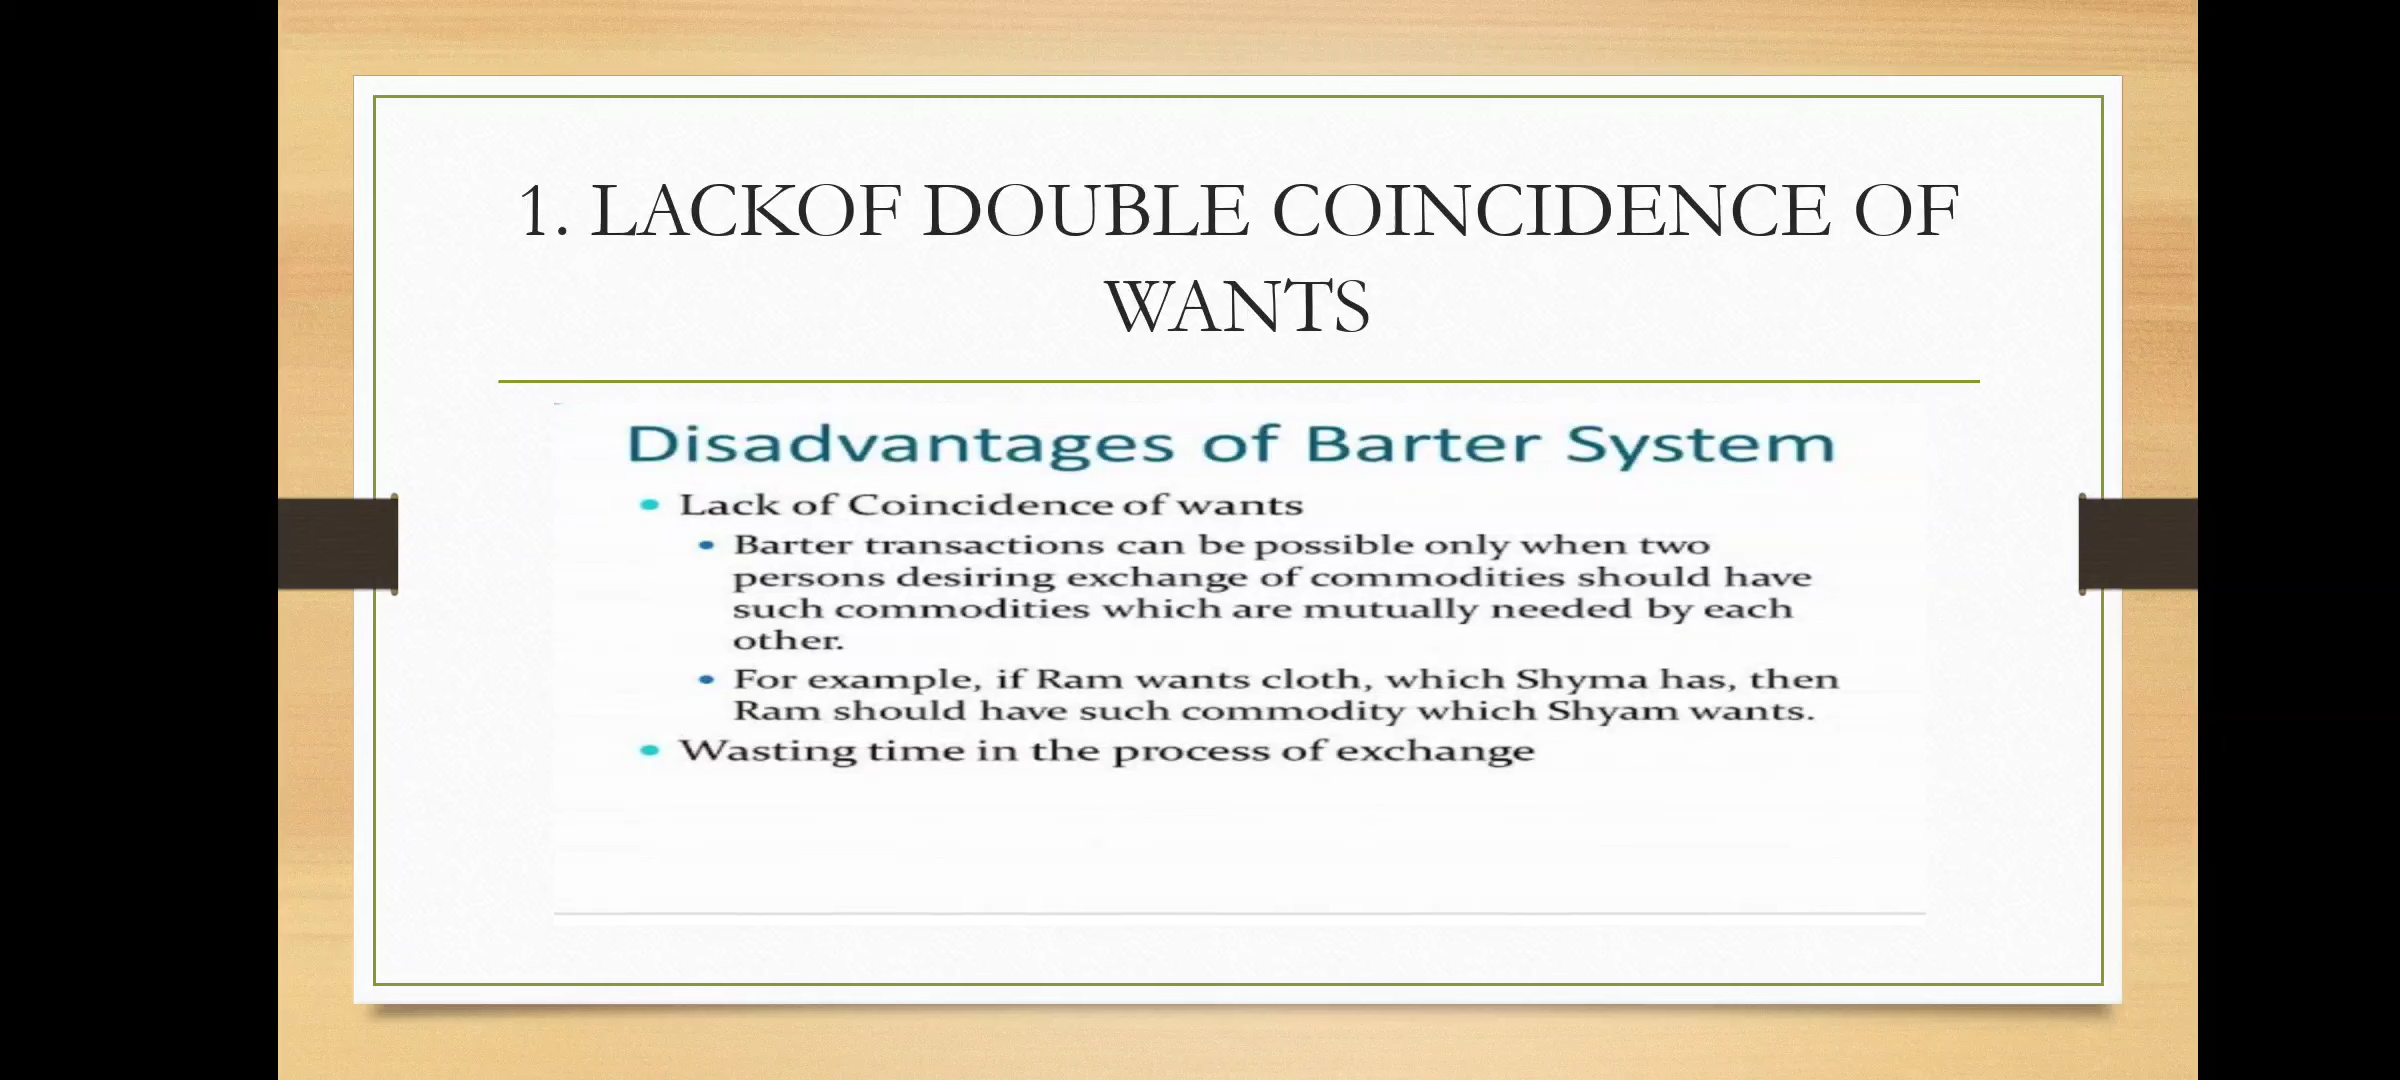 1. LACKOF DOUBLE COINCIDENCE OF
WANTS
Disadvantages of Barter System
• Lack of Coincidence of wants
• Barter transactions can be possible only when two
persons desiring exchange of commodities should have
such commodities which are mutually needed by each
other.
• For example, if Ram wants cloth, which Shyma has, then
Ram should have such commodity which Shyam wants.
• Wasting time in the process of exchange